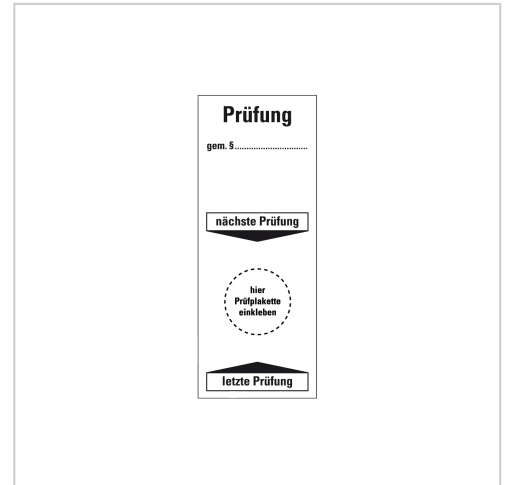 Prüfung
gem. §..............................
nächste Prüfung
hier
Prüfplakette
einkleben
letzte Prüfung